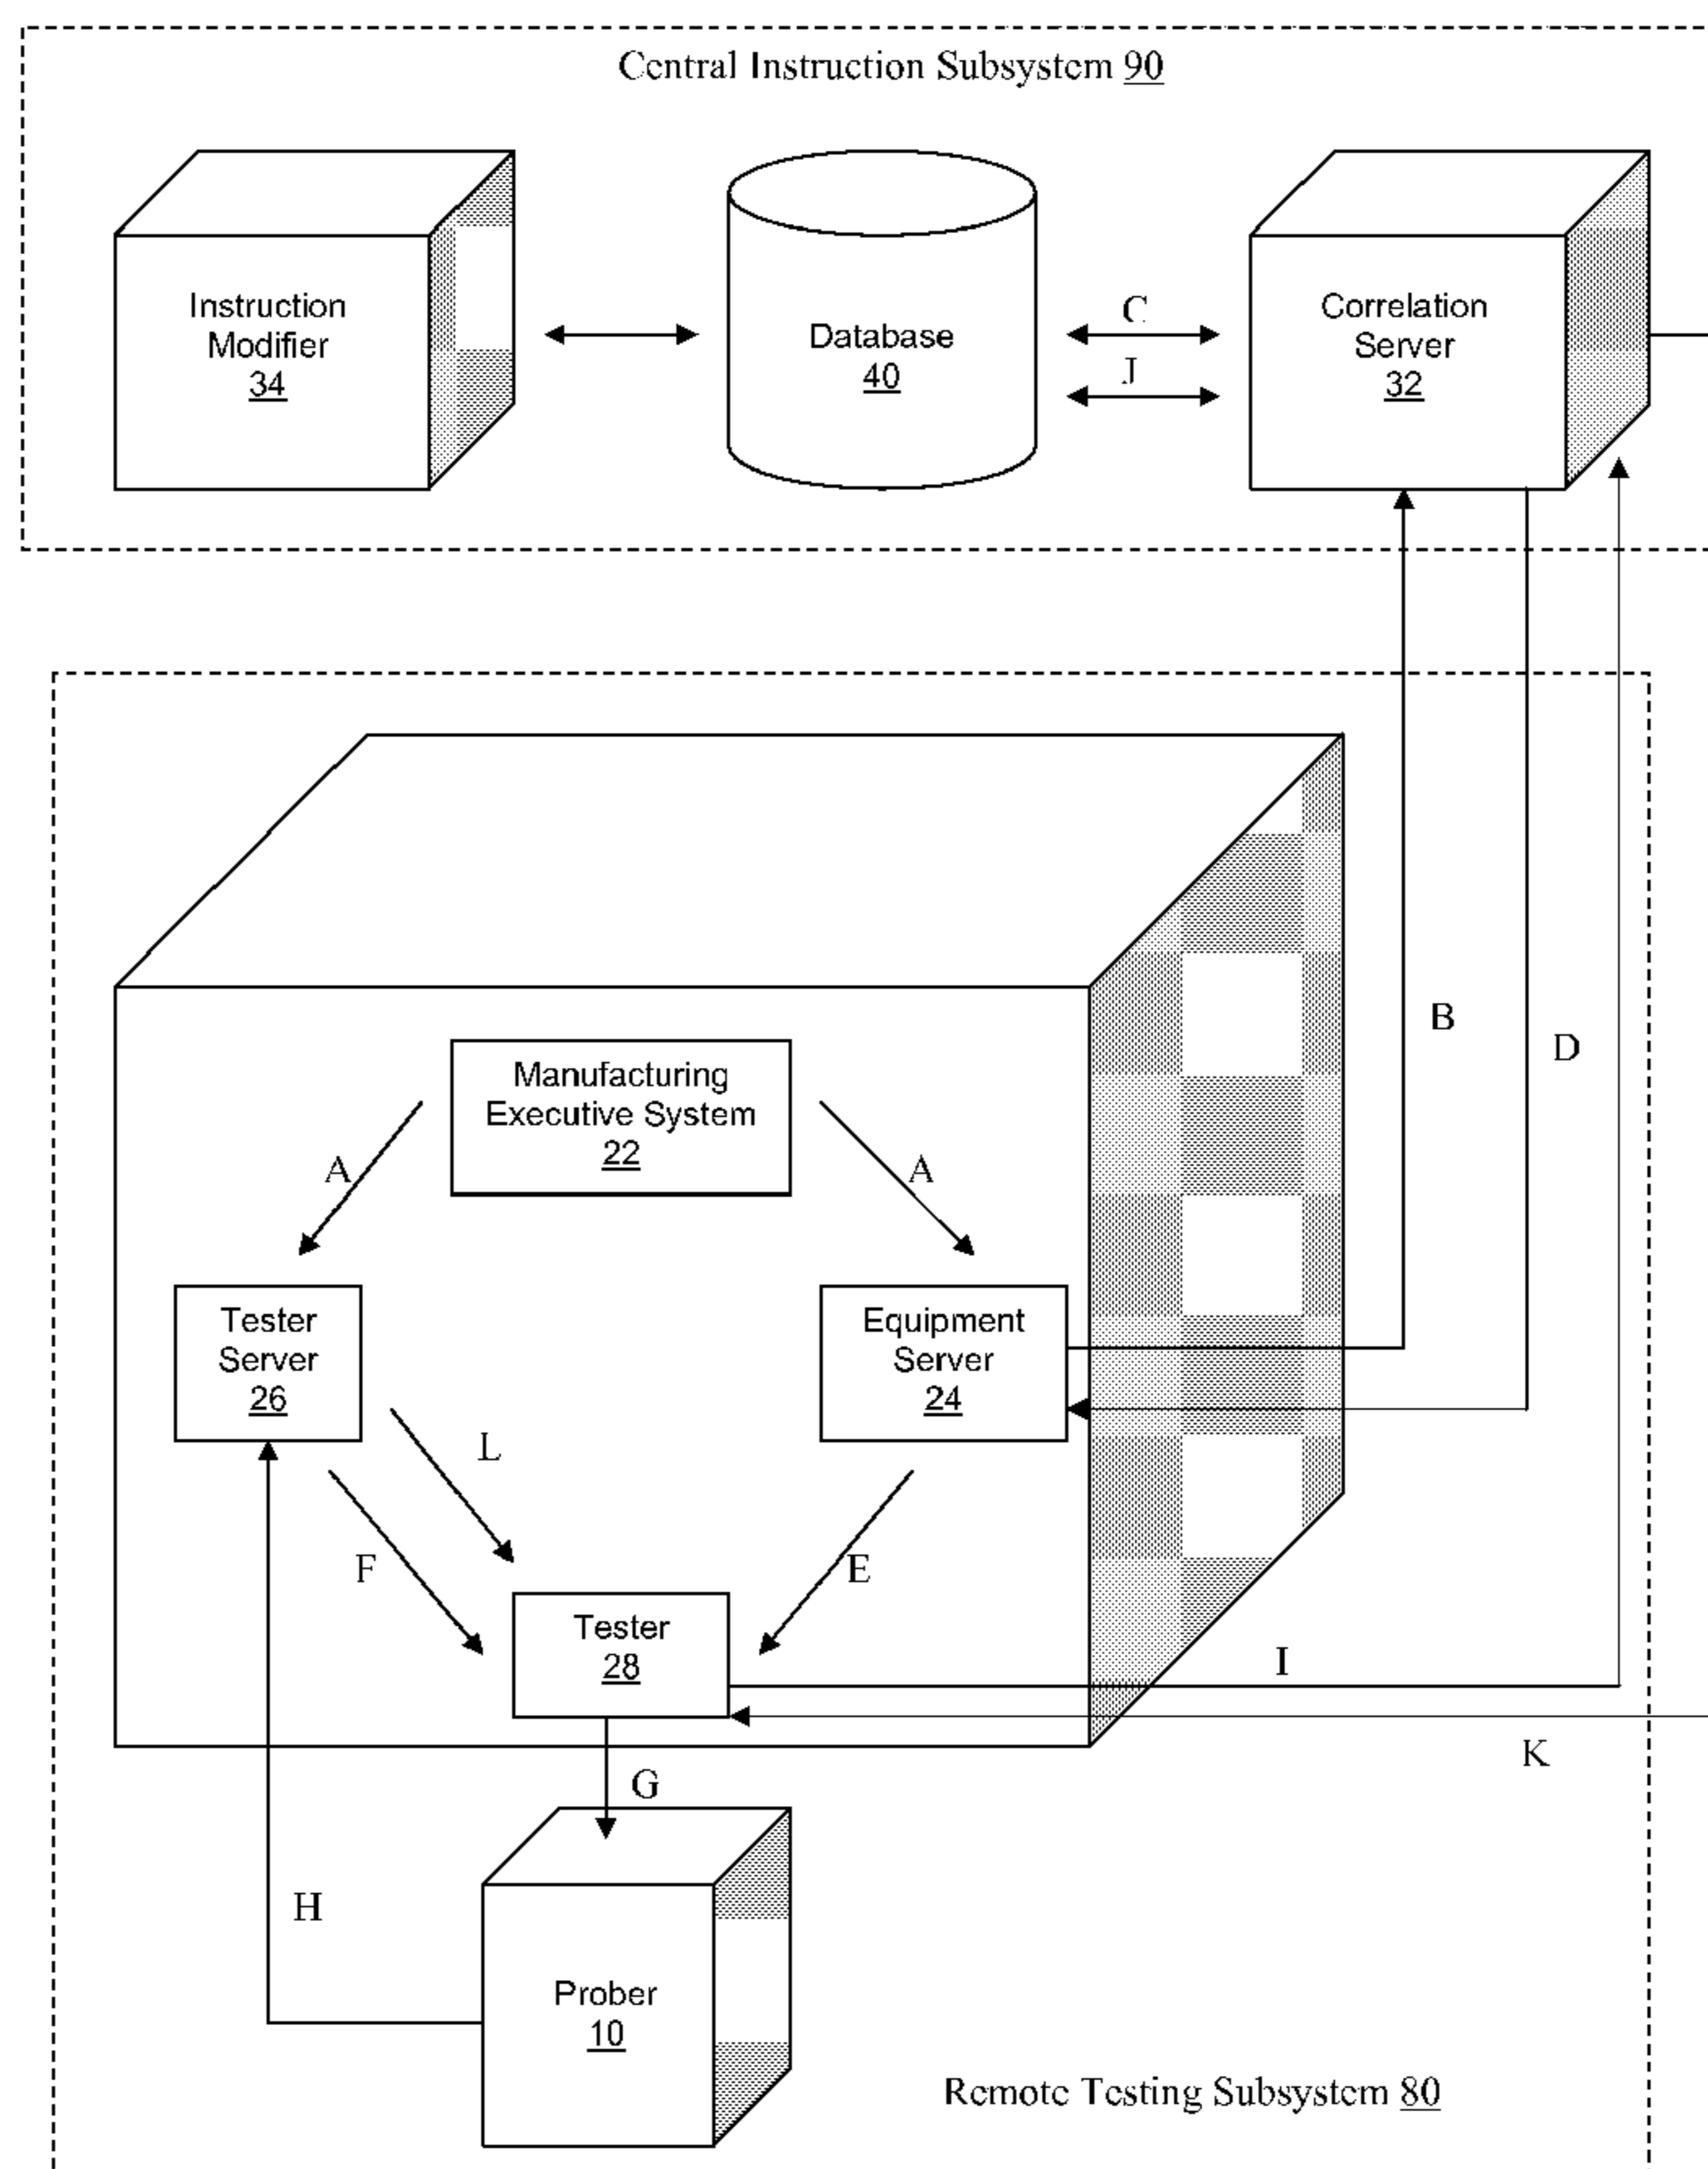 Central Instruction Subsystem 90
Instruction
Modifier
34
Database
40
C
J
Correlation
Server
32
B
D
Manufacturing
Executive System
22
A
A
Tester
Server
26
Equipment
Server
24
L
F
E
Tester
28
I
K
G
H
Prober
10
Remote Testing Subsystem 80